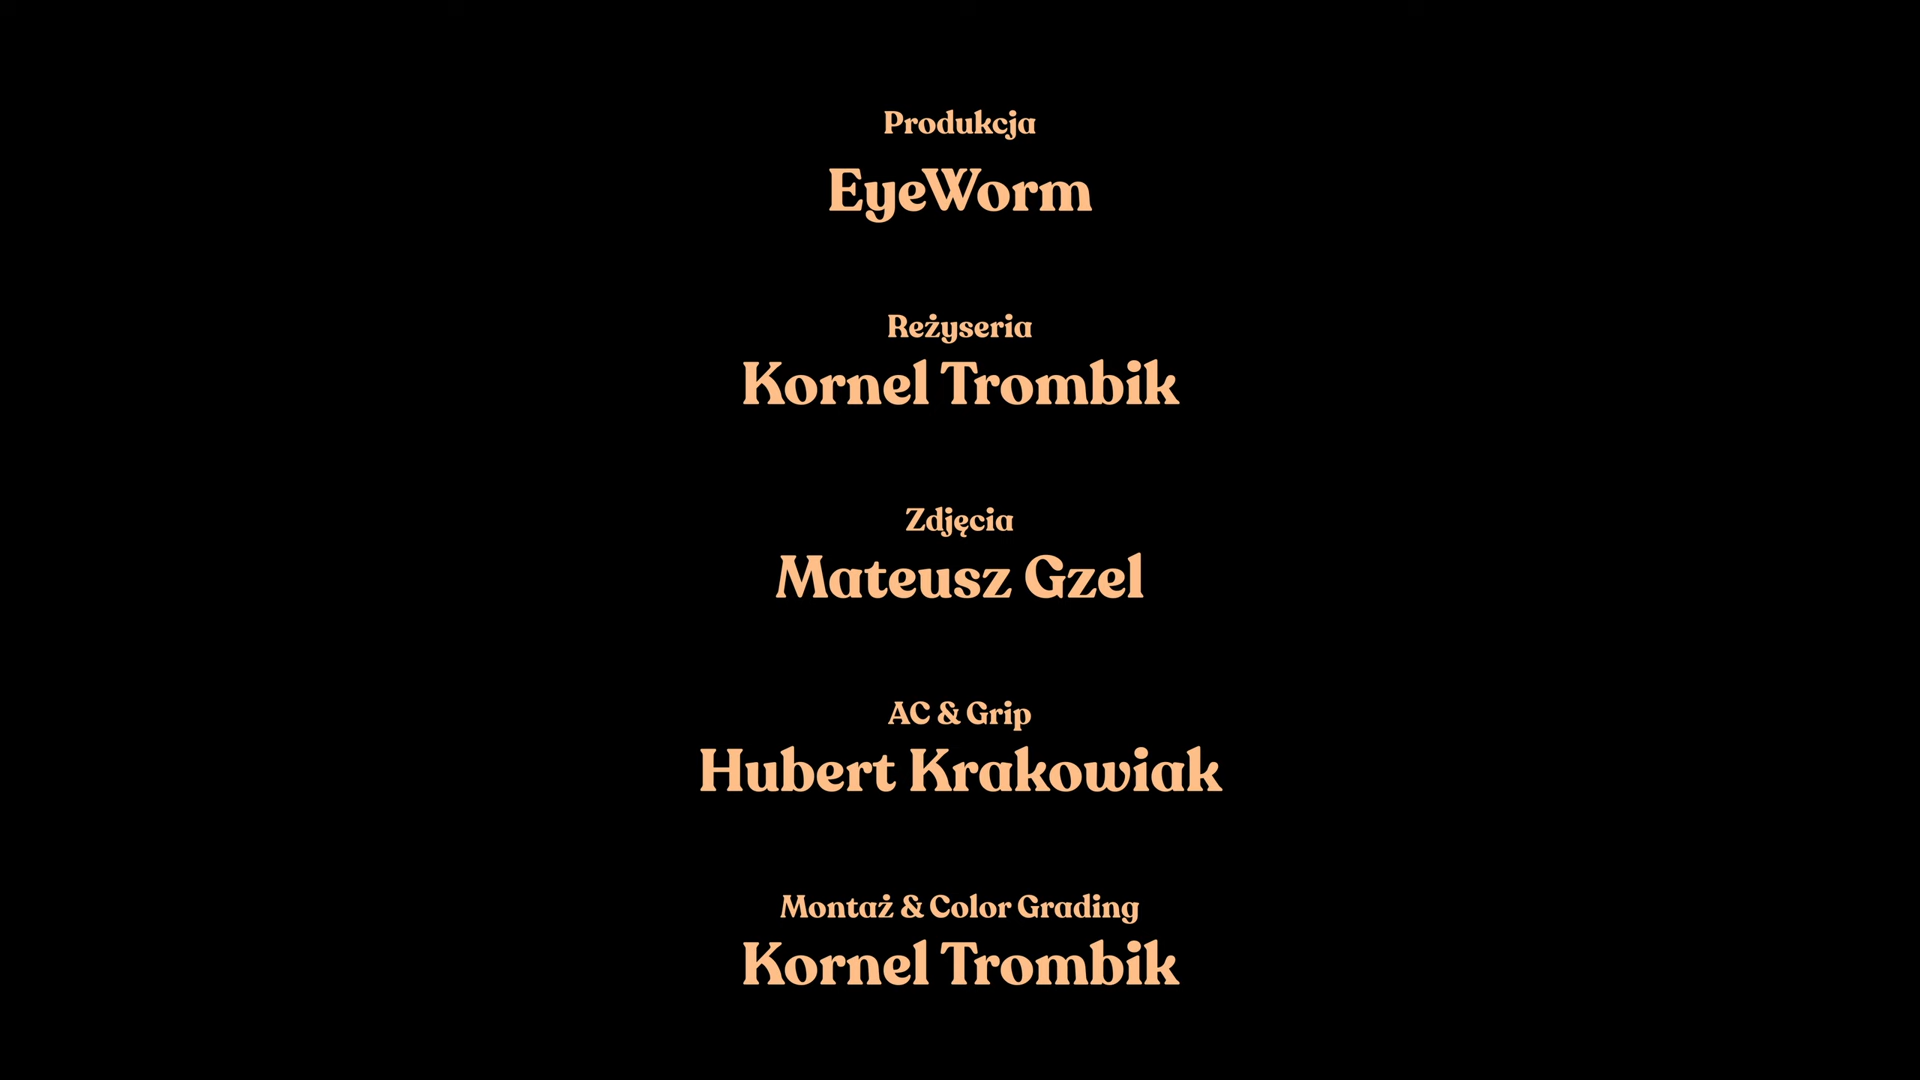 Produkcja
EyeWorm
Reżyseria
Kornel Trombik
Zdjęcia
Mateusz Gzel
AC & Grip
Hubert Krakowiak
Montaż & Color Grading
Kornel Trombik